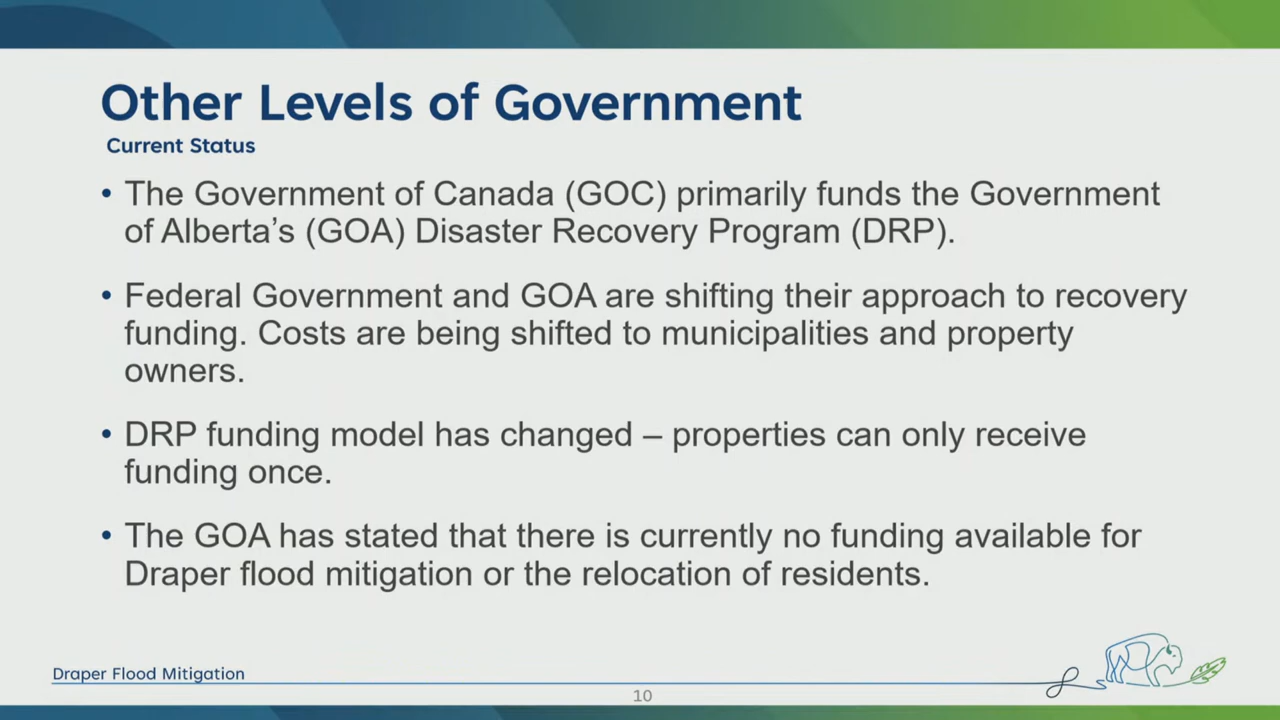 Other Levels of Government
Current Status
• The Government of Canada (GOC) primarily funds the Government
of Alberta’s (GOA) Disaster Recovery Program (DRP).
• Federal Government and GOA are shifting their approach to recovery
funding. Costs are being shifted to municipalities and property
owners.
• DRP funding model has changed – properties can only receive
funding once.
• The GOA has stated that there is currently no funding available for
Draper flood mitigation or the relocation of residents.
Draper Flood Mitigation
10